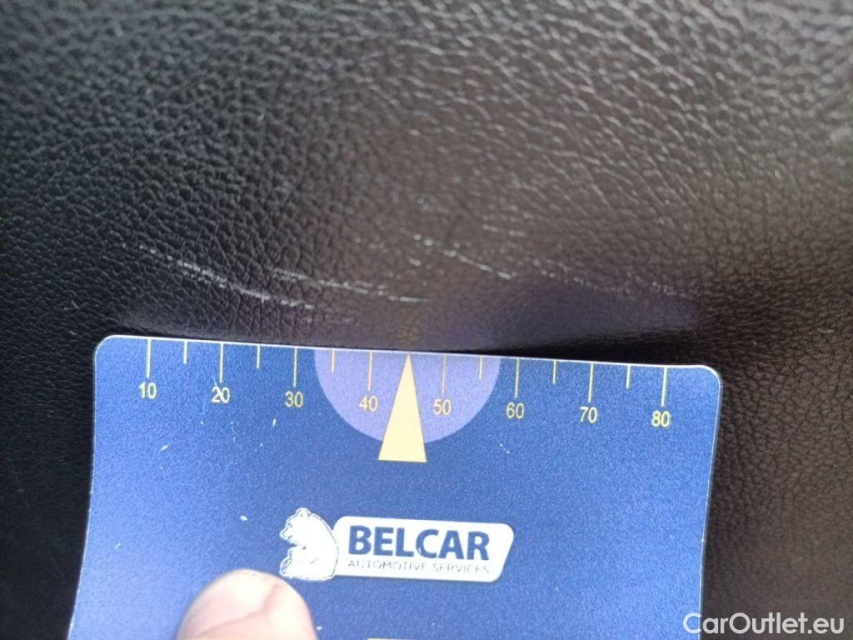 10 20 30 40 50 60 70 80
BELCAR
AUTOMOTIVE SERVICES
CarOutlet.eu